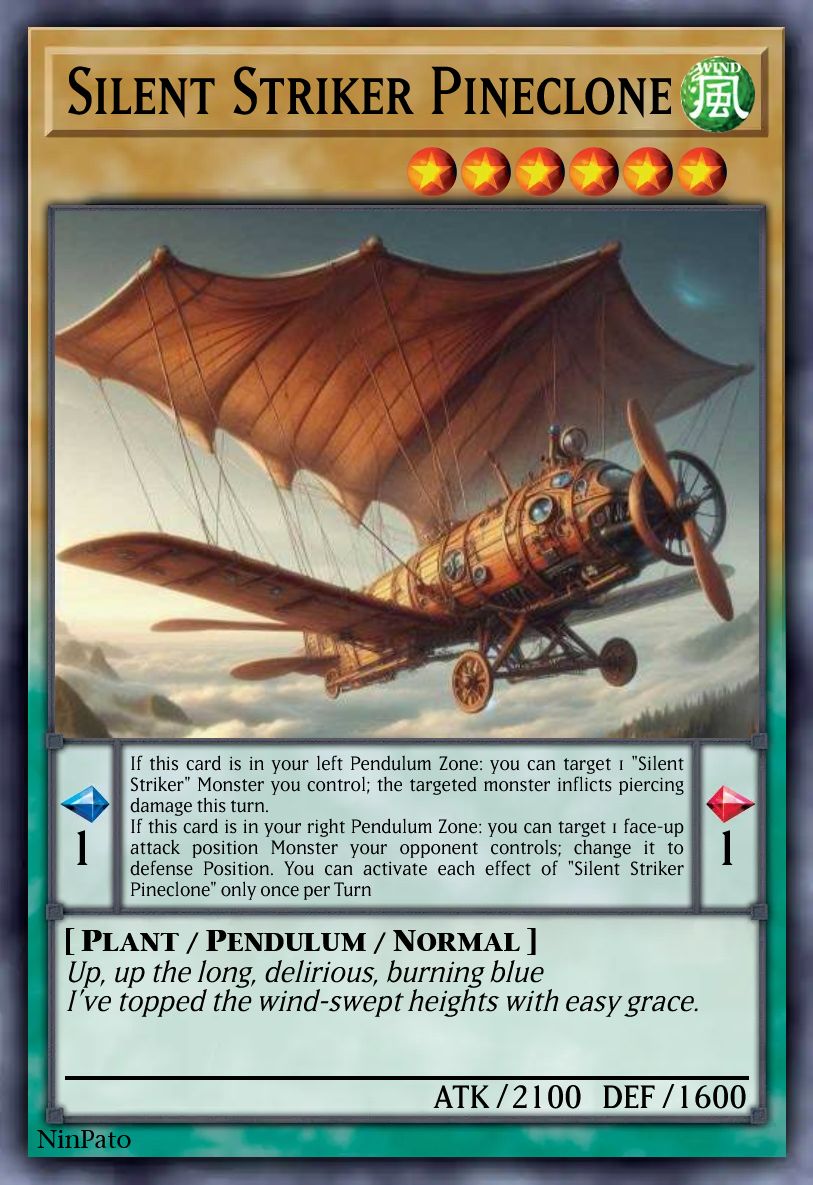 Silent Striker Pineclone
WIND
風
If this card is in your left Pendulum Zone: you can target 1 "Silent
Striker" Monster you control; the targeted monster inflicts piercing
damage this turn.
If this card is in your right Pendulum Zone: you can target 1 face-up
attack position Monster your opponent controls; change it to
defense Position. You can activate each effect of "Silent Striker
Pineclone" only once per Turn
1
1
[ Plant / Pendulum / Normal ]
Up, up the long, delirious, burning blue
I've topped the wind-swept heights with easy grace.
ATK / 2100 DEF / 1600
NinPato